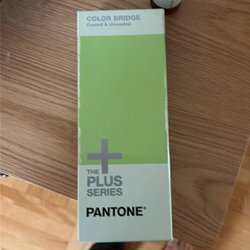 COLOR BRIDGE
Coated & Uncoated
THE
PLUS
SERIES
PANTONE®